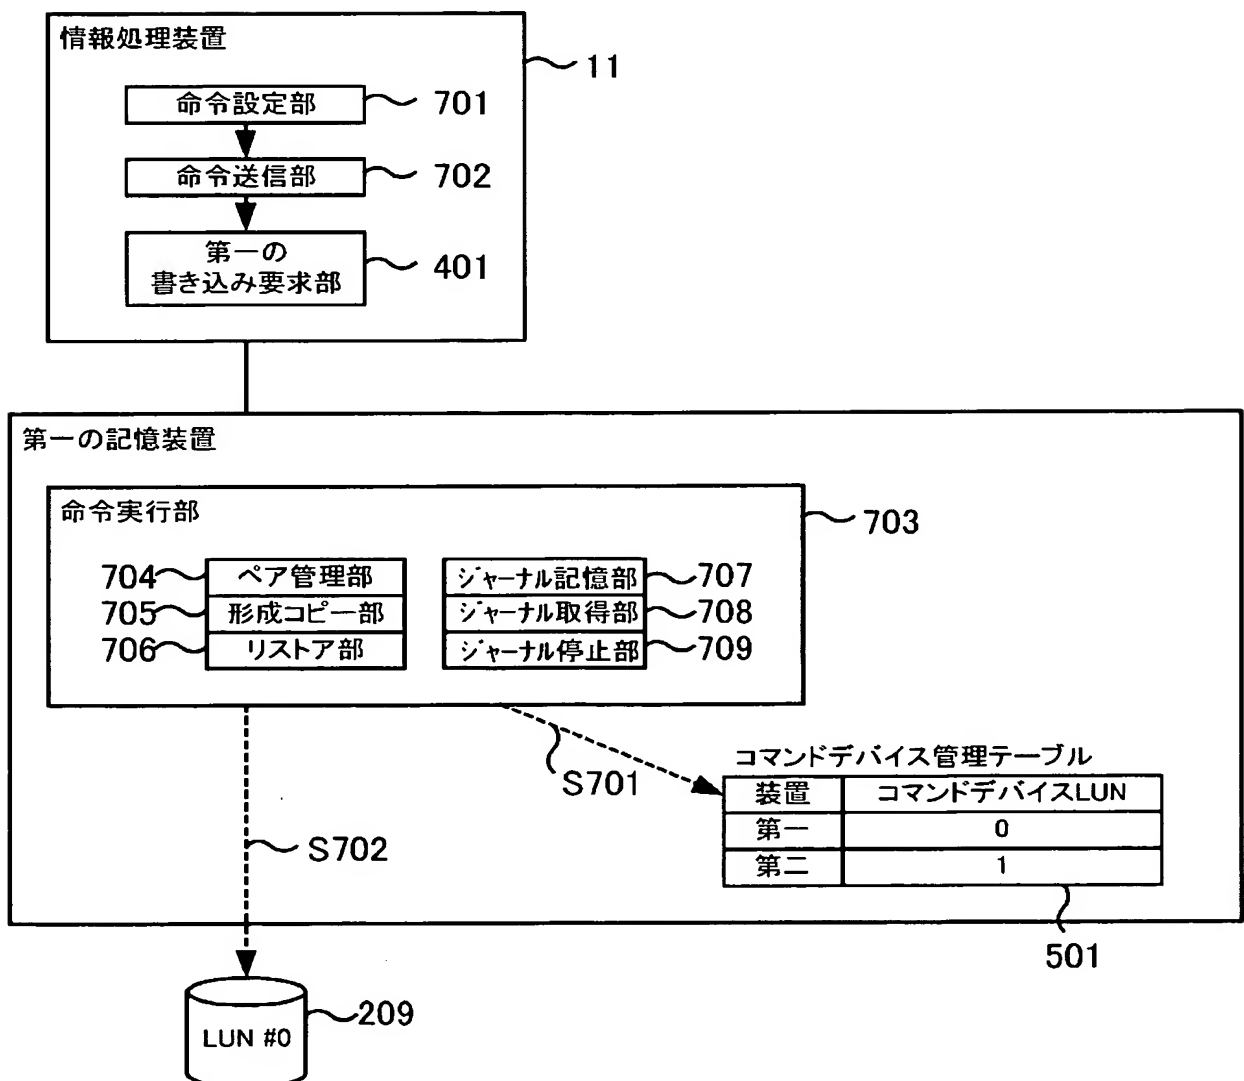 情報処理装置
11
命令設定部
701
命令送信部
702
第一の
書き込み要求部
401
第一の記憶装置
命令実行部
703
704
ペア管理部
ジャーナル記憶部
707
705
形成コピー部
ジャーナル取得部
708
706
リストア部
ジャーナル停止部
709
S701
コマンドデバイス管理テーブル
装置
コマンドデバイスLUN
第一
0
第二
1
S702
501
LUN #0
209